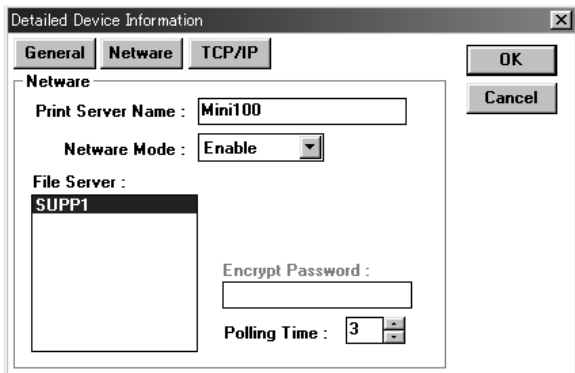 Detailed Device Information
General Netware TCP/IP
OK
Cancel
Netware
Print Server Name : Mini100
Netware Mode : Enable
File Server :
SUPP1
Encrypt Password :
Polling Time : 3